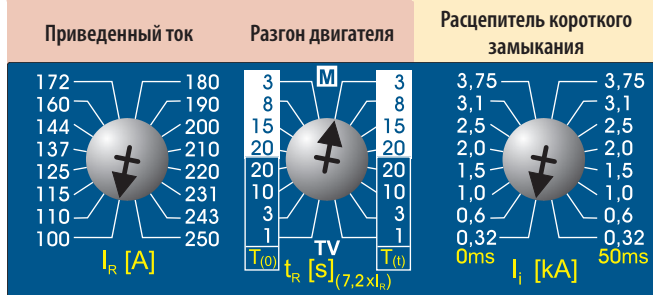 Приведенный ток
Разгон двигателя
Расцепитель короткого
замыкания
172 180
160 190
144 200
137 210
125 220
115 231
110 243
100 250
I R [A]
3 M 3
8 8
15 15
20 20
20 20
10 10
3 3
1 TV 1
T(0) T(t)
t R [s] (7,2xI R)
3,75 3,75
3,1 3,1
2,5 2,5
2,0 2,0
1,5 1,5
1,0 1,0
0,6 0,6
0,32 0,32
0ms 50ms
I i [kA]